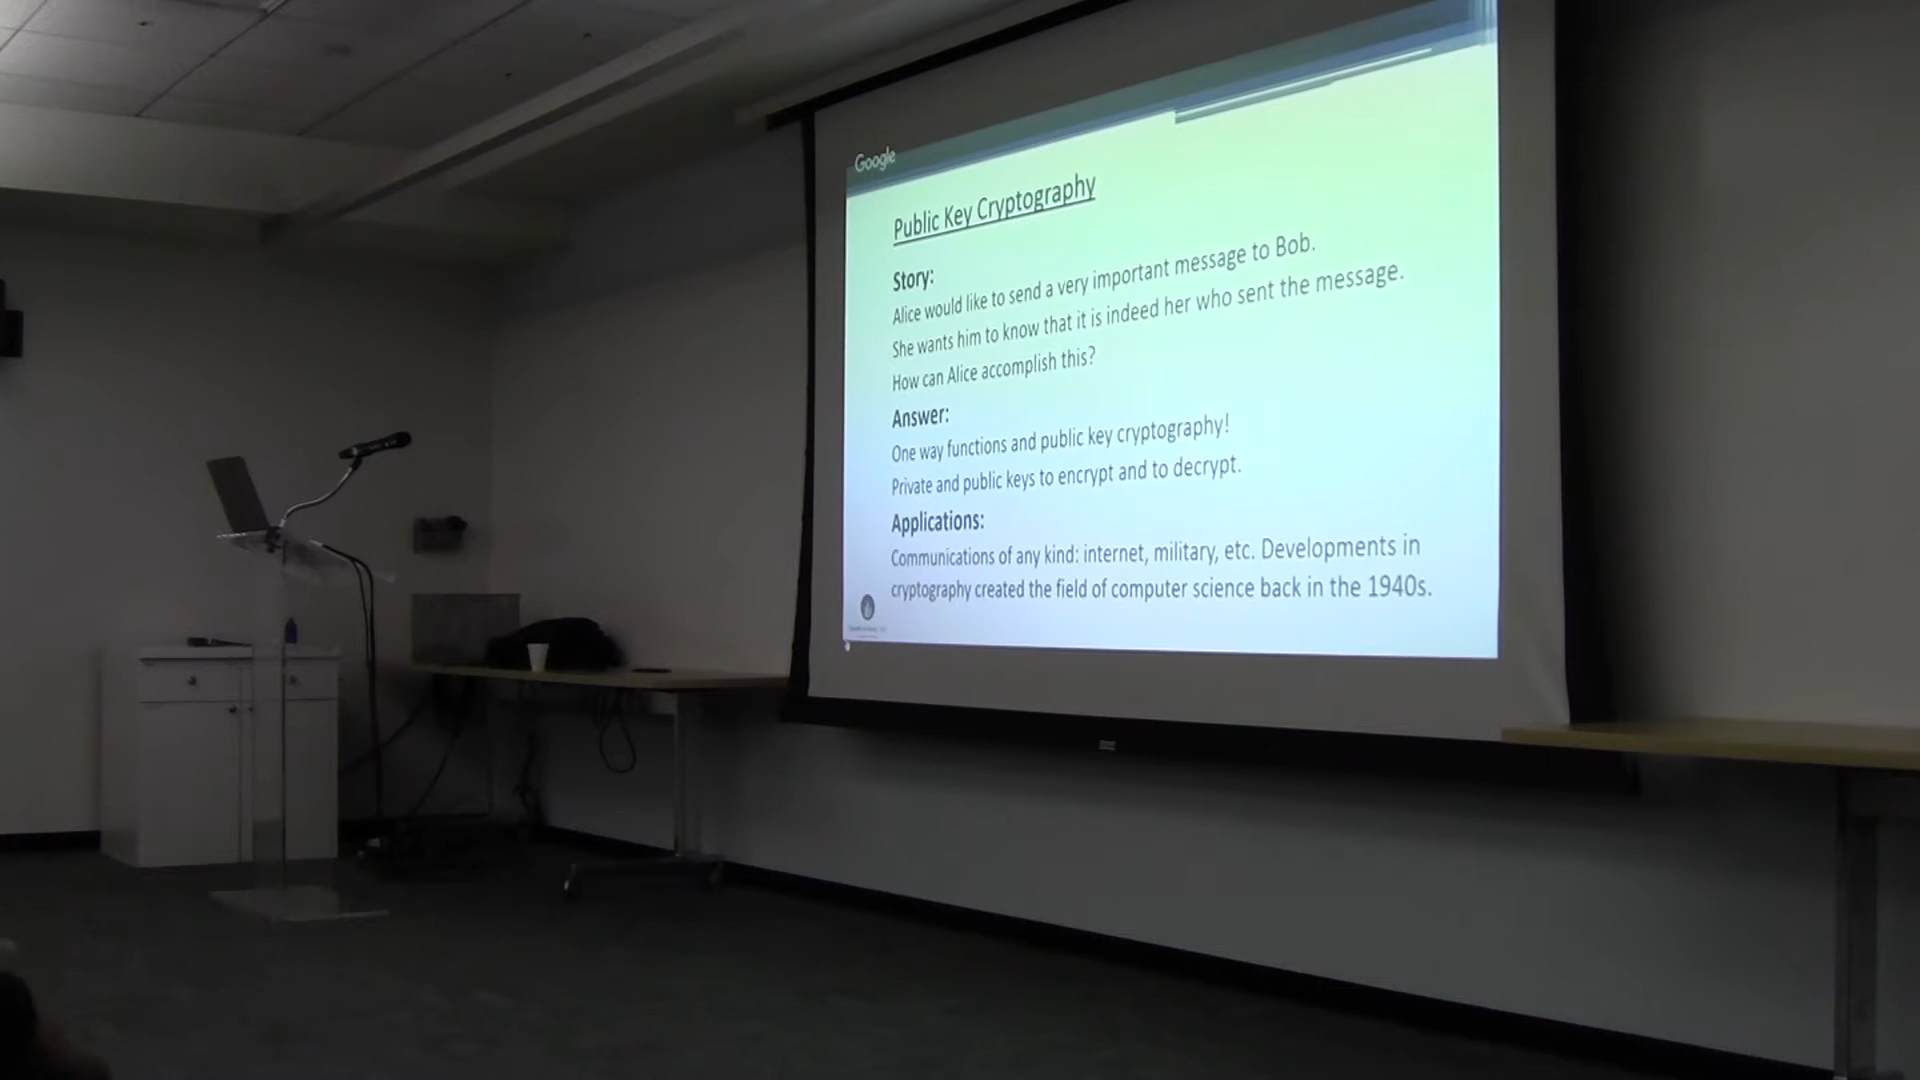 Google
Public Key Cryptography
Story:
Alice would like to send a very important message to Bob.
She wants him to know that it is indeed her who sent the message.
How can Alice accomplish this?
Answer:
One way functions and public key cryptography!
Private and public keys to encrypt and to decrypt.
Applications:
Communications of any kind: internet, military, etc. Developments in
cryptography created the field of computer science back in the 1940s.